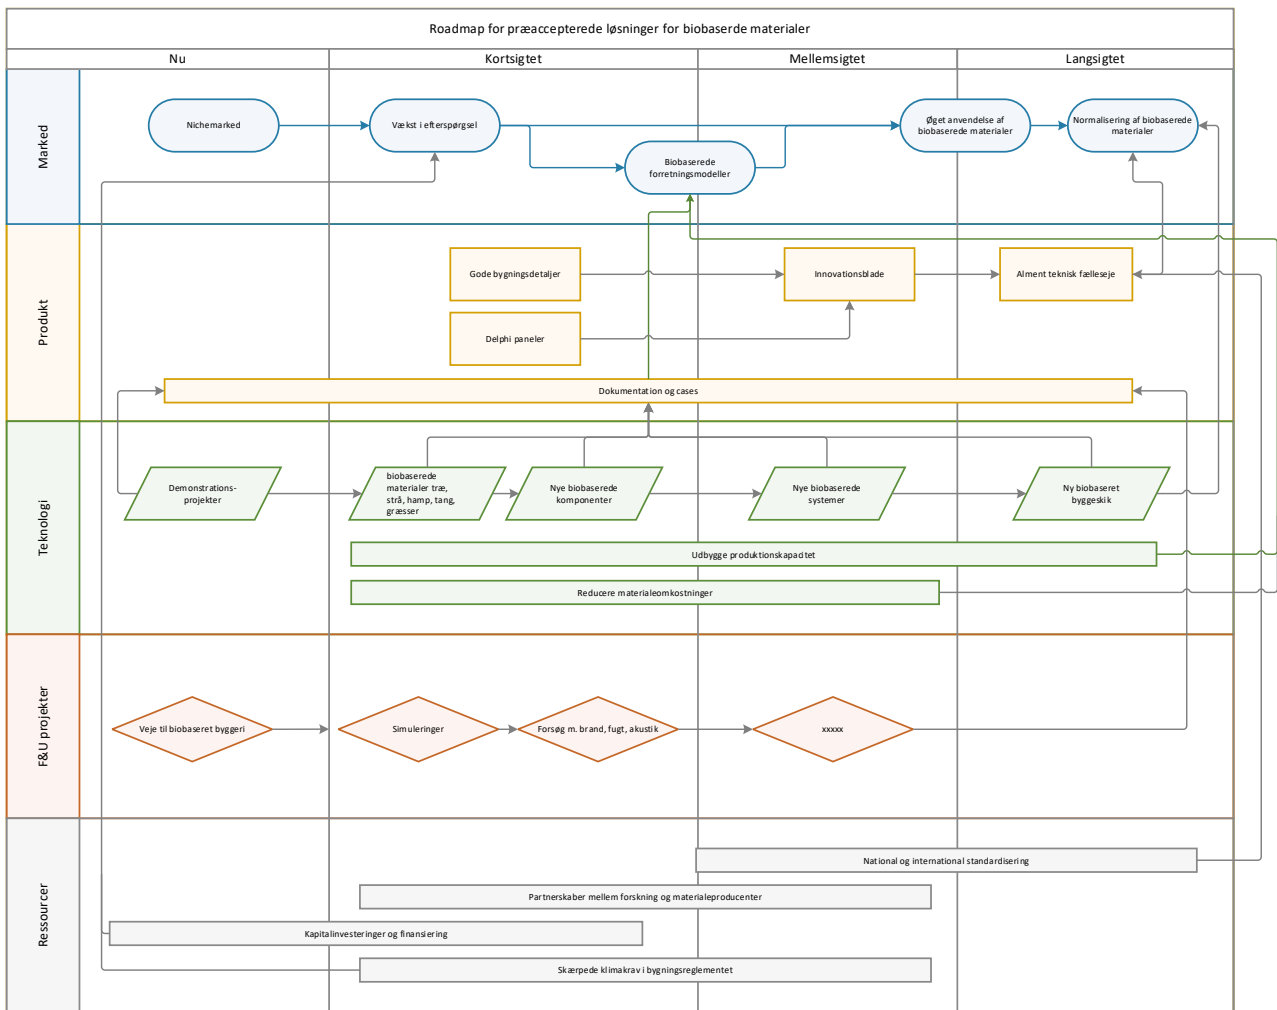 Roadmap for præaccepterede løsninger for biobaserde materialer
Nu
Kortsigtet
Mellemsigtet
Langsigtet
Marked
Nichemarked
Vækst i efterspørgsel
Biobaserede
forretningsmodeller
Øget anvendelse af
biobaserede materialer
Normalisering af biobaserede
materialer
Produkt
Gode bygningsdetaljer
Innovationsblade
Alment teknisk fælleseje
Delphi paneler
Dokumentation og cases
Teknologi
Demonstrations-
projekter
biobaserede
materialer træ,
strå, hamp, tang,
græsser
Nye biobaserede
komponenter
Nye biobaserede
systemer
Ny biobaseret
byggeskik
Udbygge produktionskapacitet
Reducere materialeomkostninger
F&U projekter
Veje til biobaseret byggeri
Simuleringer
Forsøg m. brand, fugt, akustik
xxxxx
Ressourcer
National og international standardisering
Partnerskaber mellem forskning og materialeproducenter
Kapitalinvesteringer og finansiering
Skærpede klimakrav i bygningsreglementet